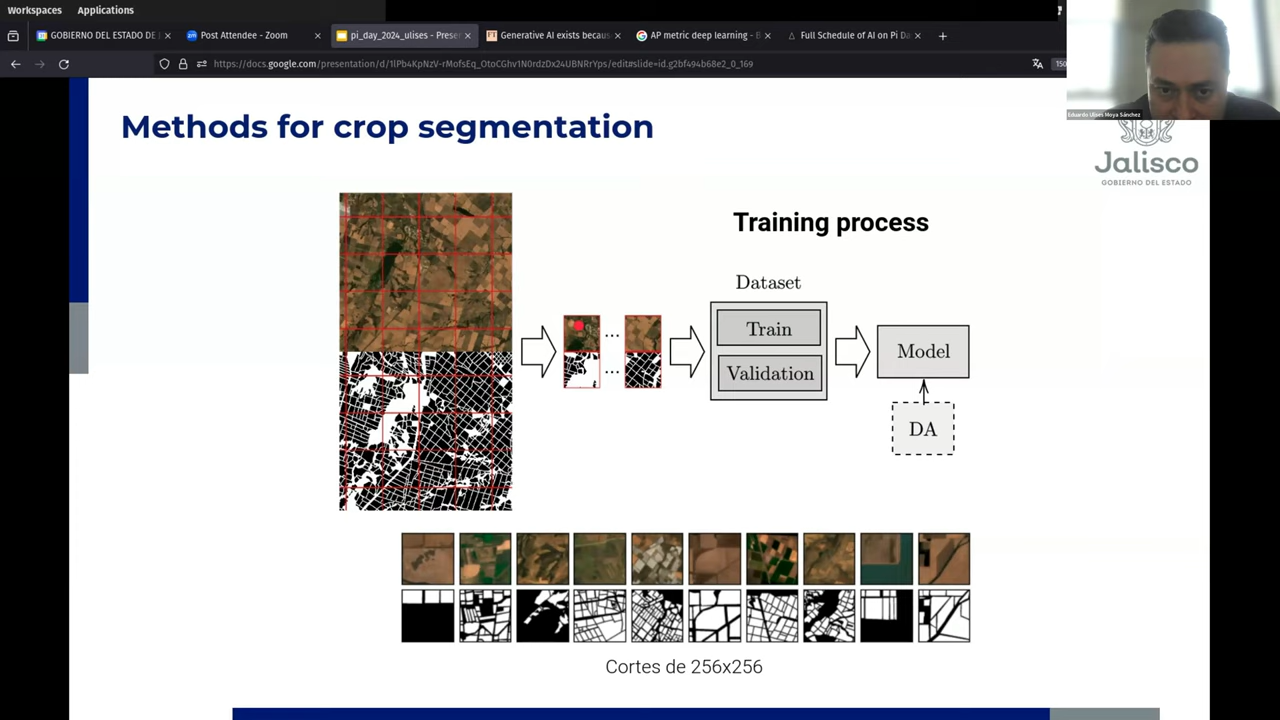 Workspaces Applications
GOBIERNO DEL ESTADO DE
Post Attendee - Zoom
pi_day_2024_ulises - Presen
Generative AI exists becaus
AP metric deep learning - B
Full Schedule of AI on Pi Da
https://docs.google.com/presentation/d/1lPb4KpNzV-rMofsEq_OtoCGhv1N0rdzDx24UBNRrYps/edit#slide=id.g2bf494b68e2_0_169
150
Eduardo Ulises Moya Sánchez
Methods for crop segmentation
Jalisco
GOBIERNO DEL ESTADO
Training process
Dataset
Train
Validation
Model
DA
...
...
Cortes de 256x256